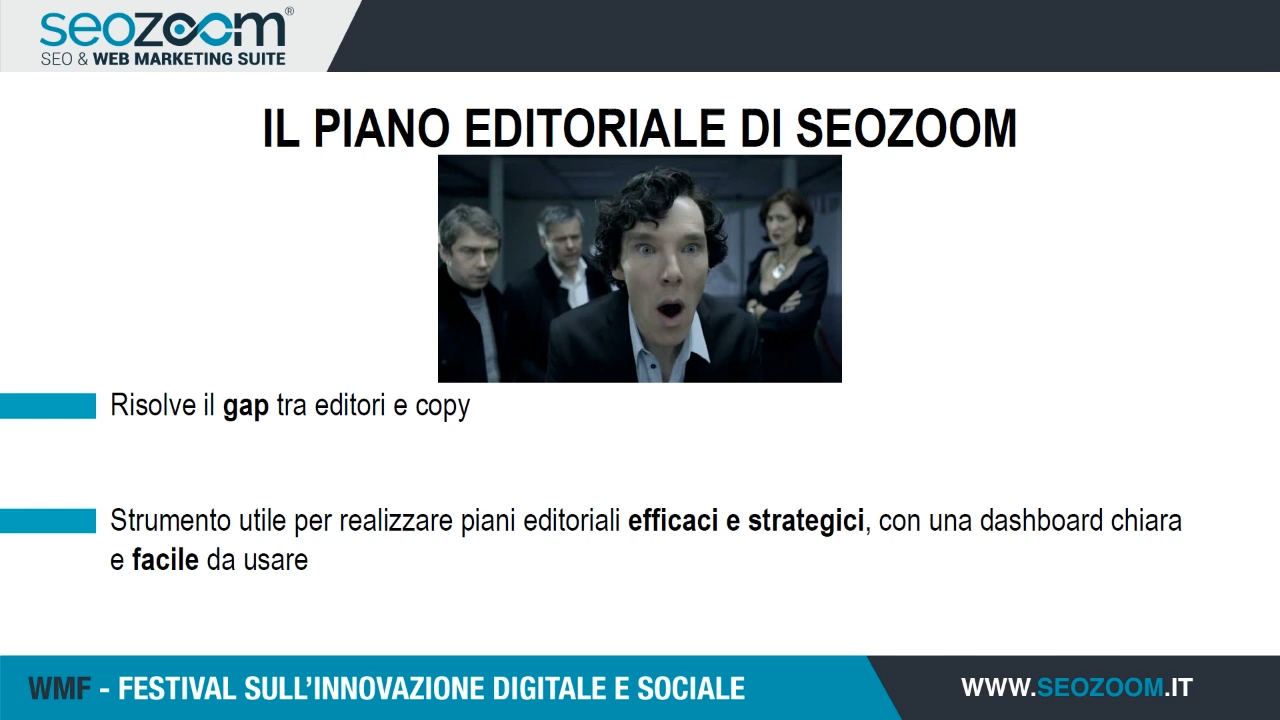 seozoom®
SEO & WEB MARKETING SUITE
IL PIANO EDITORIALE DI SEOZOOM
Risolve il gap tra editori e copy
Strumento utile per realizzare piani editoriali efficaci e strategici, con una dashboard chiara
e facile da usare
WMF - FESTIVAL SULL'INNOVAZIONE DIGITALE E SOCIALE
WWW.SEOZOOM.IT